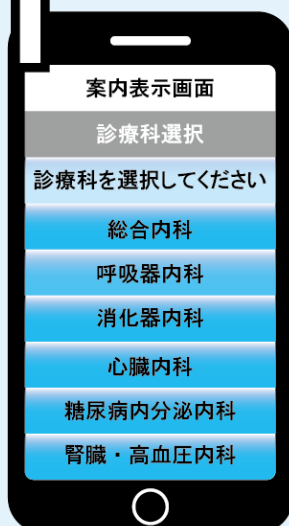 案内表示画面
診療科選択
診療科を選択してください
総合内科
呼吸器内科
消化器内科
心臓内科
糖尿病内分泌内科
腎臓・高血圧内科